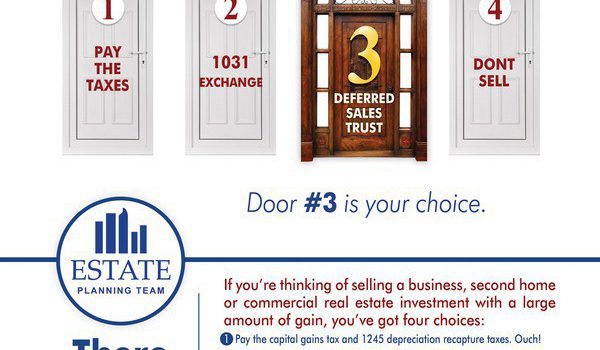 1
PAY
THE
TAXES
2
1031
EXCHANGE
3
DEFERRED
SALES
TRUST
4
DONT
SELL
Door #3 is your choice.
ESTATE
PLANNING TEAM
There
If you're thinking of selling a business, second home
or commercial real estate investment with a large
amount of gain, you've got four choices:
1 Pay the capital gains tax and 1245 depreciation recapture taxes. Ouch!